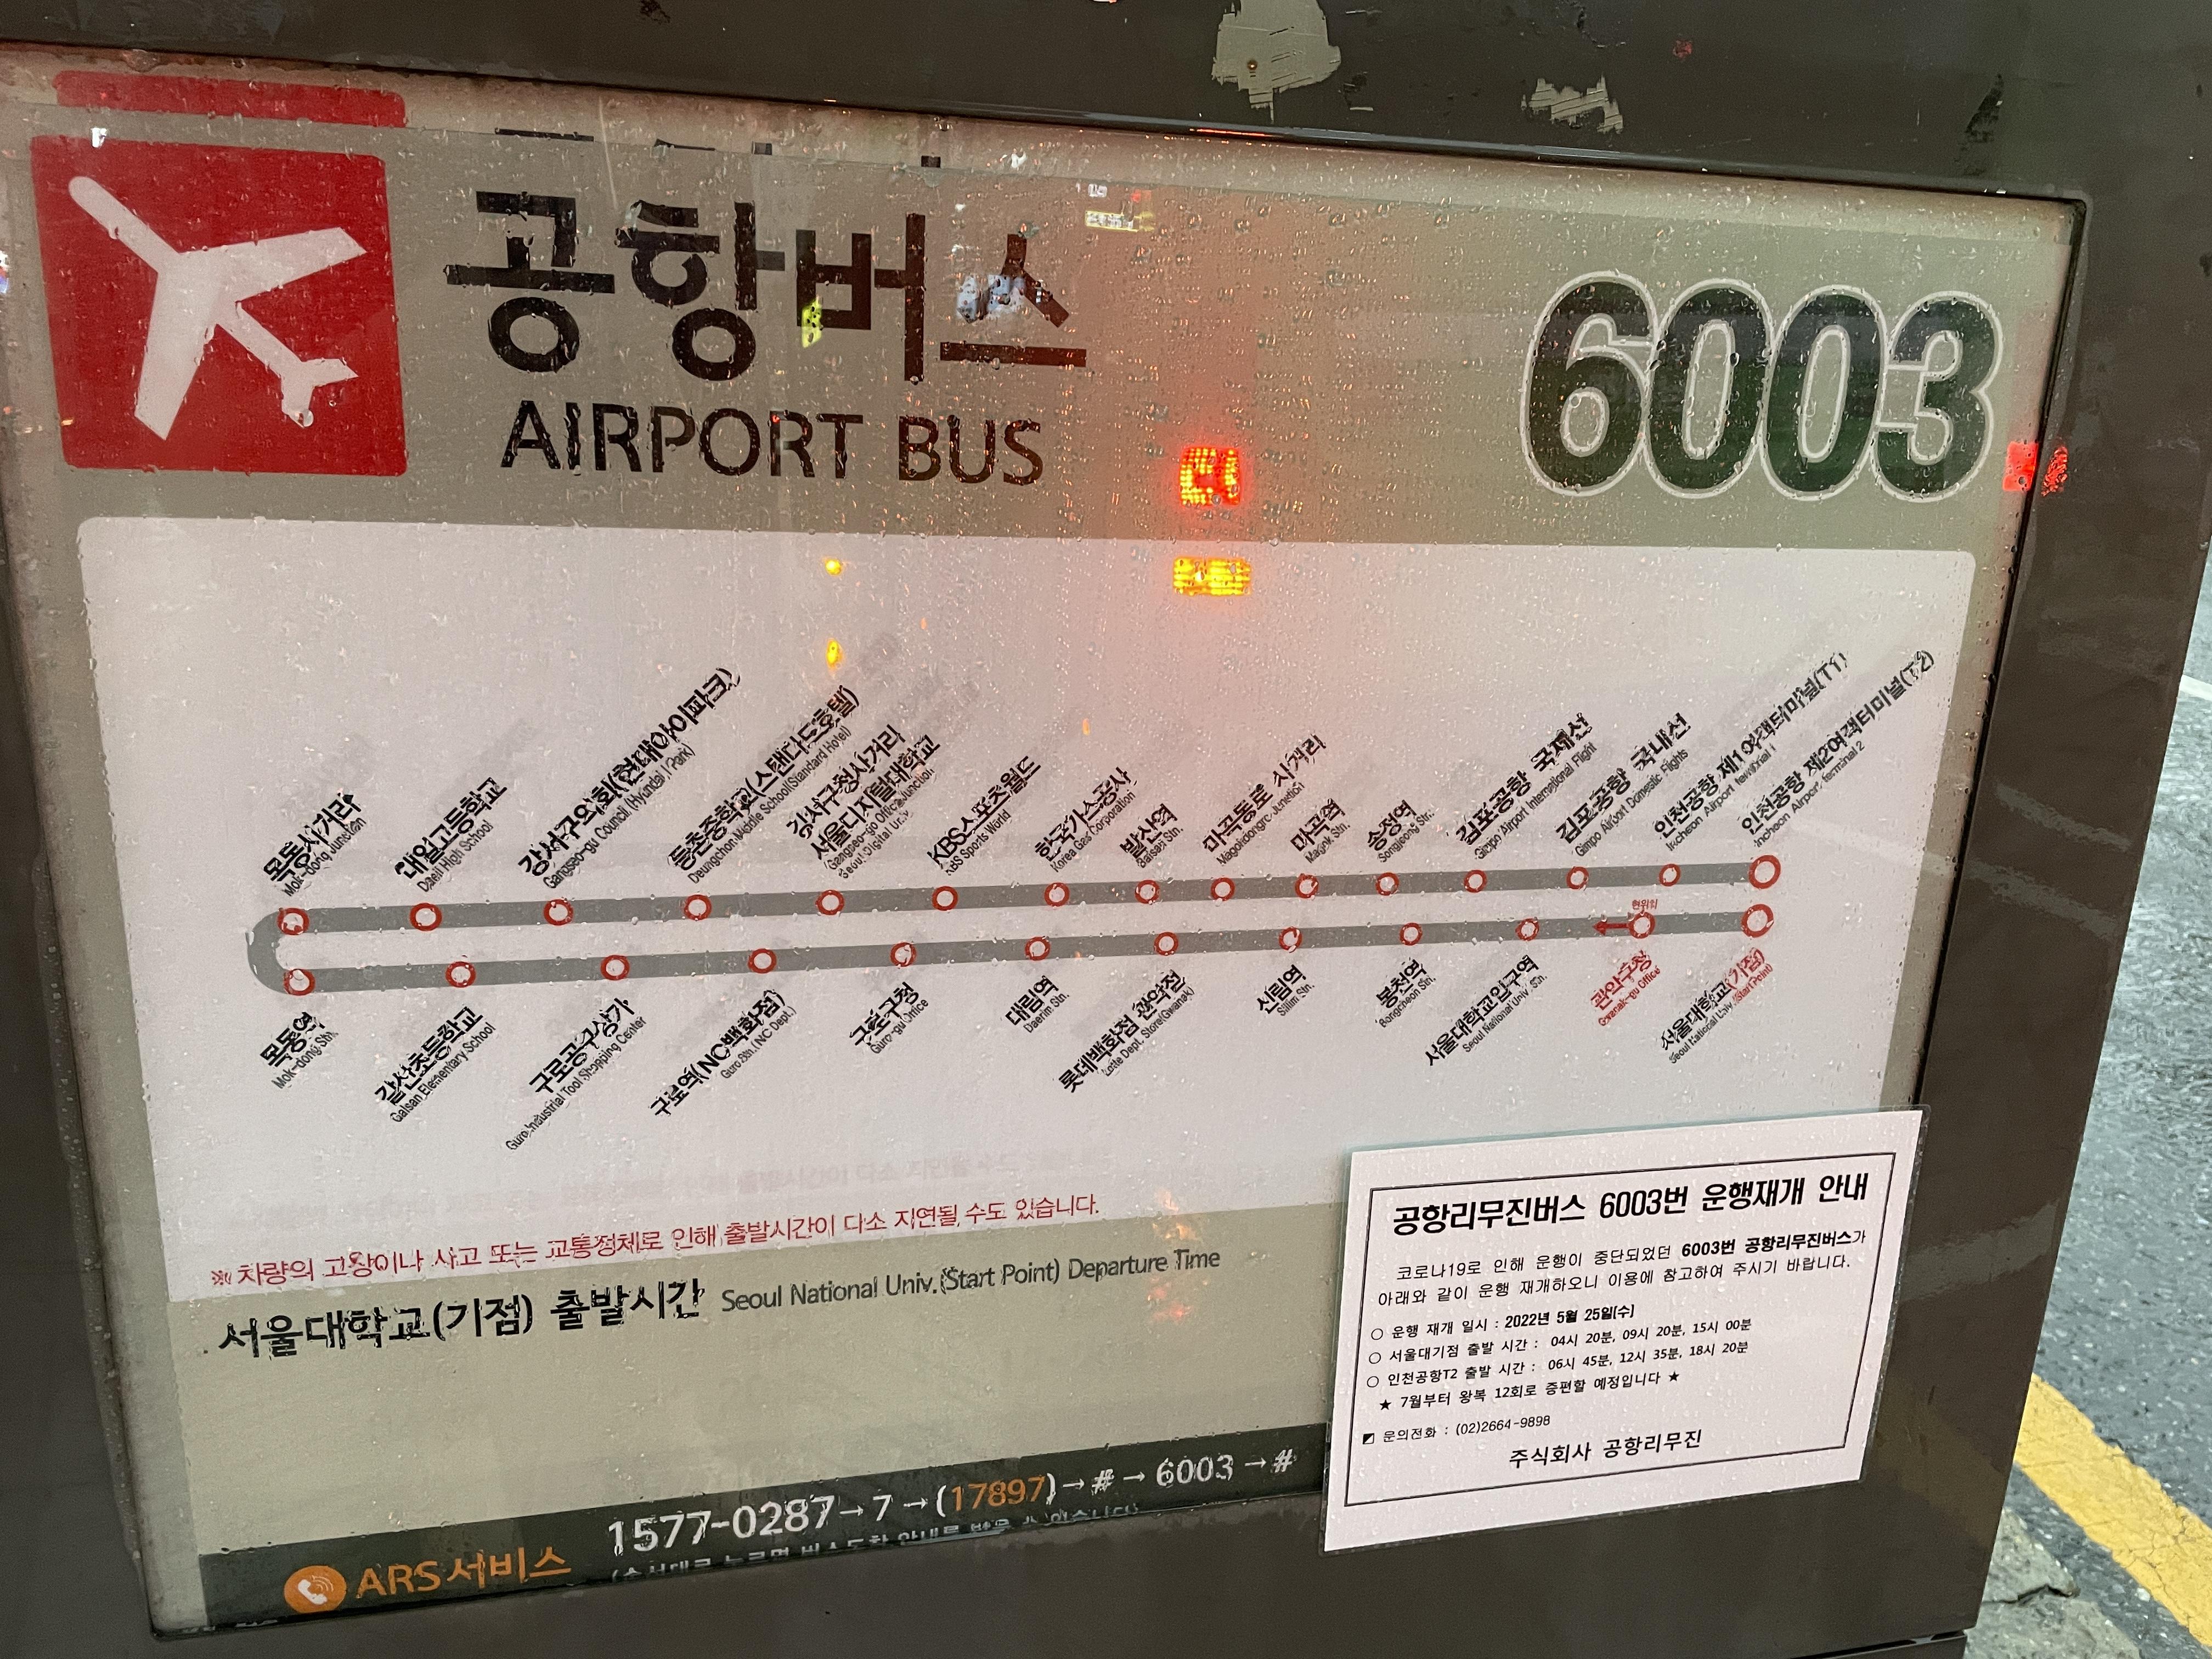 공항버스
AIRPORT BUS
6003
목동사거리
Mok-dong Junction
대일고등학교
Daeil High School
강서구의회(현대아이파크)
Gangseo-gu Council (Hyundai I Park)
등촌중학교(스탠다드호텔)
Deungchon Middle School(Standard Hotel)
강서구청사거리
서울디지털대학교
Gangseo-go Office Junction
Seoul Digital Univ.
KBS스포츠월드
KBS Sports World
한국가스공사
Korea Gas Corporation
발산역
Balsan Stn.
마곡동로 사거리
Magokdongro Junction
마곡역
Magok Stn.
송정역
Songjeong Stn.
김포공항 국제선
Gimpo Airport International Flight
김포공항 국내선
Gimpo Airport Domestic Flights
인천공항 제1여객터미널(T1)
Incheon Airport Terminal 1
인천공항 제2여객터미널(T2)
Incheon Airport Terminal 2
현위치
목동역
Mok-dong Stn.
갈산초등학교
Galsan Elementary School
구로공구상가
Guro Industrial Tool Shopping Center
구로역(NC백화점)
Guro Stn.( NC Dept.)
구로구청
Guro-gu Office
대림역
Daerim Stn.
롯데백화점 관악점
Lotte Dept. Store(Gwanak)
신림역
Sillim Stn.
봉천역
Bongcheon Stn.
서울대학교입구역
Seoul National Univ. Stn.
관악구청
Gwanak-gu Office
서울대학교(기점)
Seoul National Univ. (Start Point)
※ 차량의 고장이나 사고 또는 교통정체로 인해 출발시간이 다소 지연될 수도 있습니다.
서울대학교(기점) 출발시간 Seoul National Univ.(Start Point) Departure Time
ARS서비스
1577-0287→7→(17897)→#→6003→#
(순서대로 누르면 버스도착 안내를 받을 수 있습니다)
공항리무진버스 6003번 운행재개 안내
코로나19로 인해 운행이 중단되었던 6003번 공항리무진버스가
아래와 같이 운행 재개하오니 이용에 참고하여 주시기 바랍니다.
○ 운행 재개 일시 : 2022년 5월 25일(수)
○ 서울대기점 출발 시간 : 04시 20분, 09시 20분, 15시 00분
○ 인천공항T2 출발 시간 : 06시 45분, 12시 35분, 18시 20분
★ 7월부터 왕복 12회로 증편할 예정입니다 ★
◩ 문의전화 : (02)2664-9898
주식회사 공항리무진